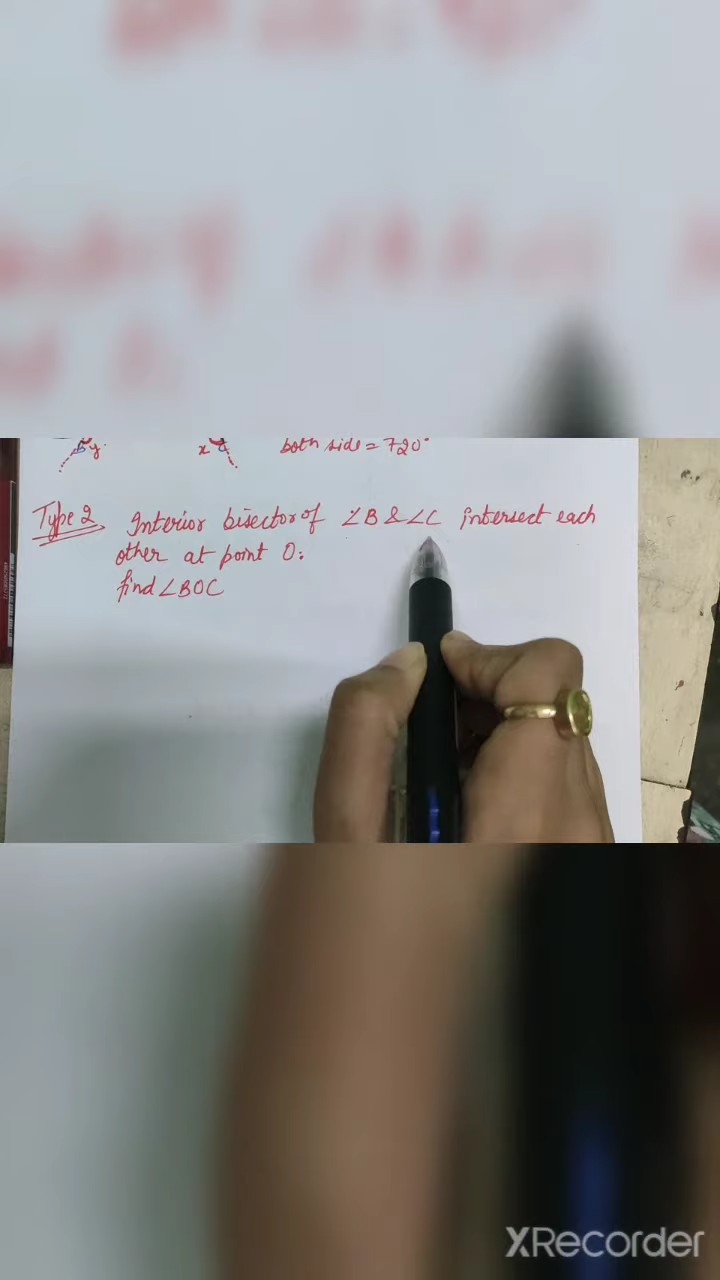 y
x
both side = 720°
Type 2 Interior bisector of ∠B & ∠C intersect each
other at point O.
find ∠BOC
XRecorder